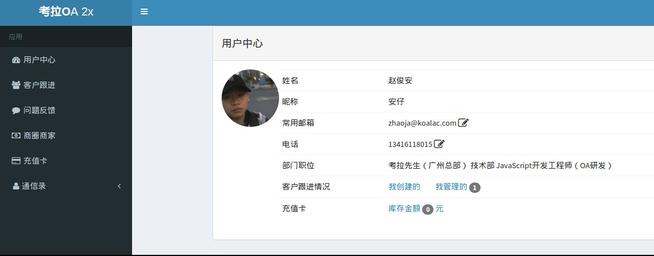 考拉OA 2x
应用
用户中心
客户跟进
问题反馈
商圈商家
充值卡
通信录
用户中心
姓名 赵俊安
昵称 安仔
常用邮箱 zhaoja@koalac.com
电话 13416118015
部门职位 考拉先生（广州总部） 技术部 JavaScript开发工程师（OA研发）
客户跟进情况 我创建的 我管理的 1
充值卡 库存金额 0 元